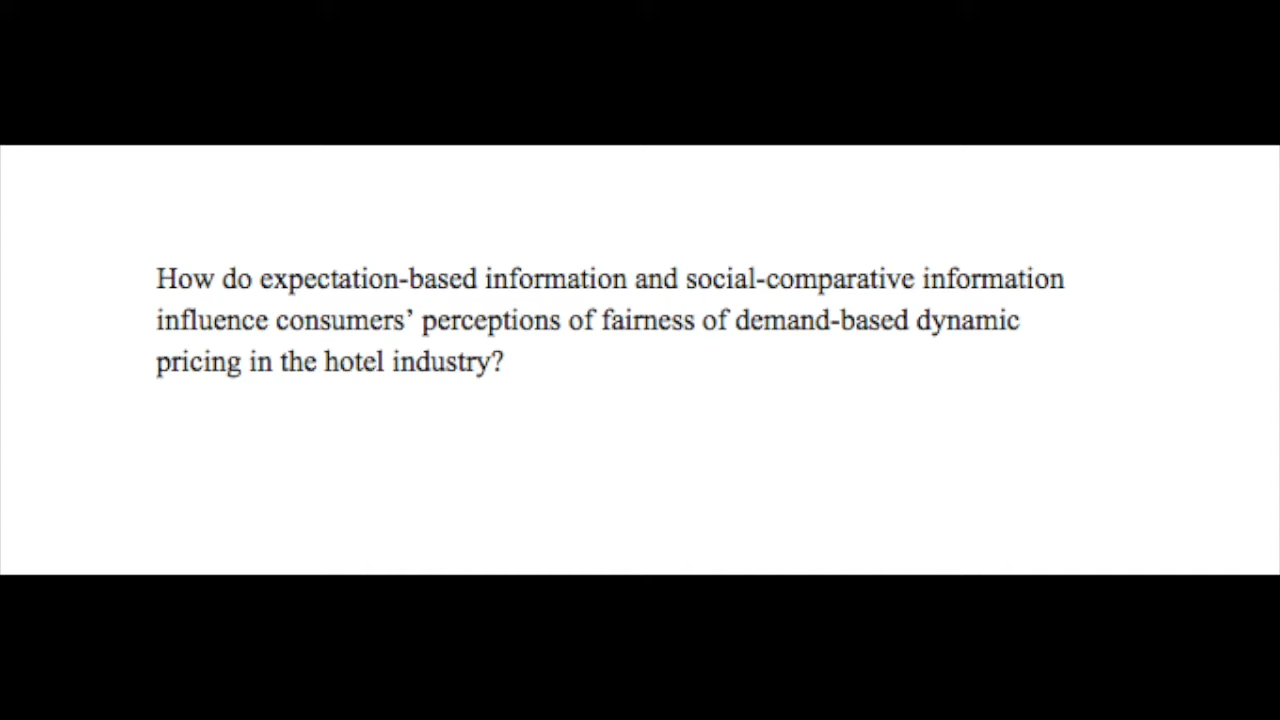 How do expectation-based information and social-comparative information
influence consumers’ perceptions of fairness of demand-based dynamic
pricing in the hotel industry?